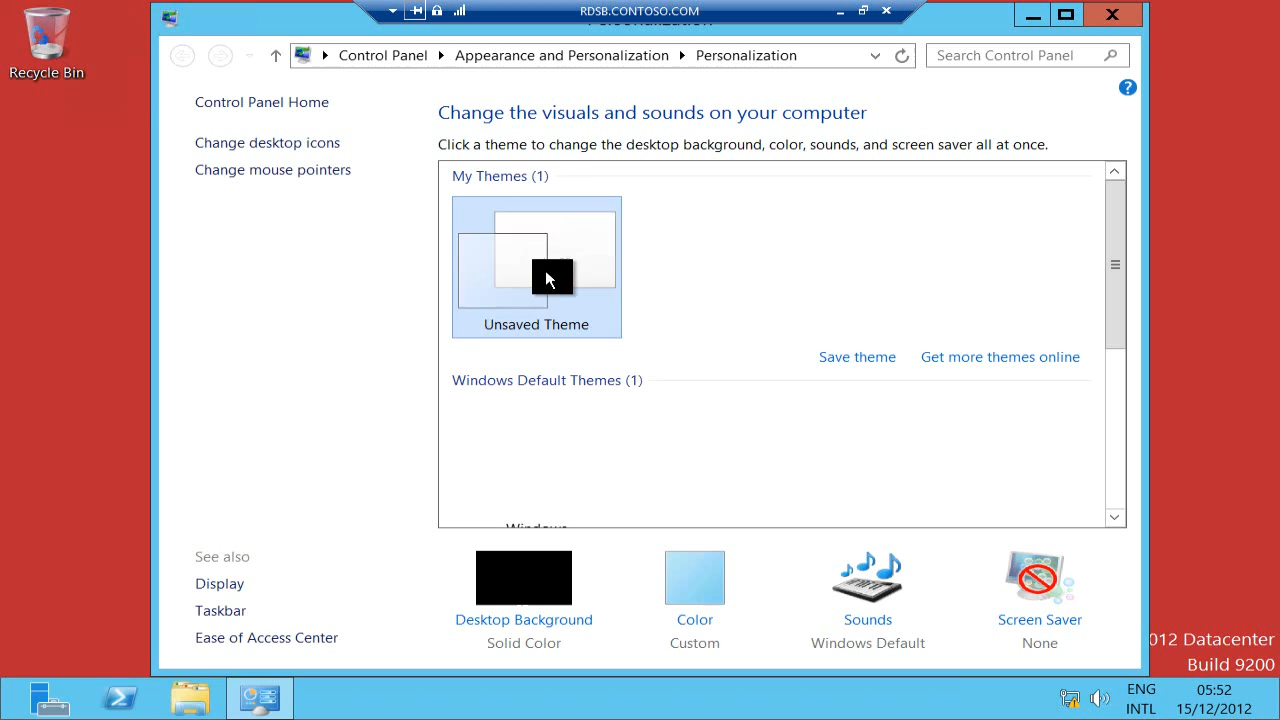 RDSB.CONTOSO.COM
Recycle Bin
Control Panel
Appearance and Personalization
Personalization
Search Control Panel
Control Panel Home
Change desktop icons
Change mouse pointers
Change the visuals and sounds on your computer
Click a theme to change the desktop background, color, sounds, and screen saver all at once.
My Themes (1)
Unsaved Theme
Save theme
Get more themes online
Windows Default Themes (1)
Windows
See also
Display
Taskbar
Ease of Access Center
Desktop Background
Solid Color
Color
Custom
Sounds
Windows Default
Screen Saver
None
012 Datacenter
Build 9200
ENG
INTL
05:52
15/12/2012